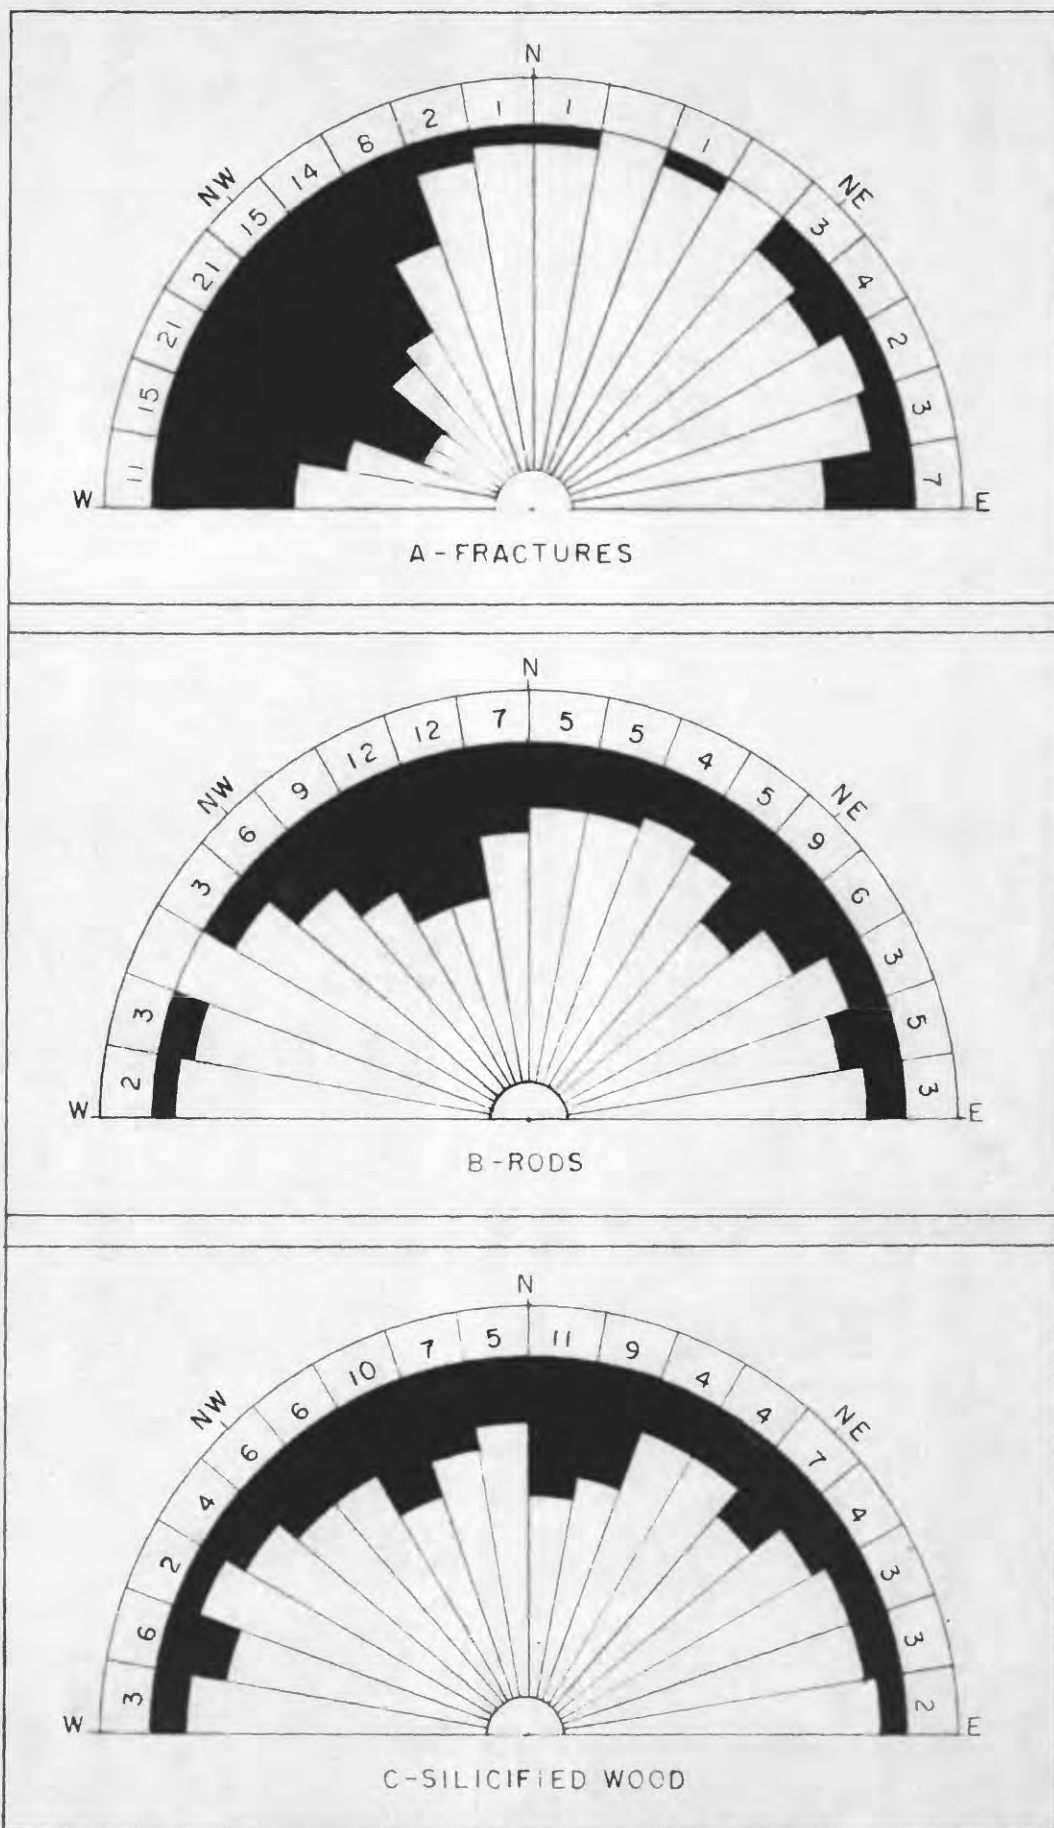 N
NW
NE
11 15 21 21 15 14 8 2 1 1 1 3 4 2 3 7
W
E
A - FRACTURES
N
NW
NE
2 3 3 6 9 12 12 7 5 5 4 5 9 6 3 5 3
W
E
B - RODS
N
NW
NE
3 6 2 4 6 6 10 7 5 11 9 4 4 7 4 3 3 2
W
E
C-SILICIFIED WOOD